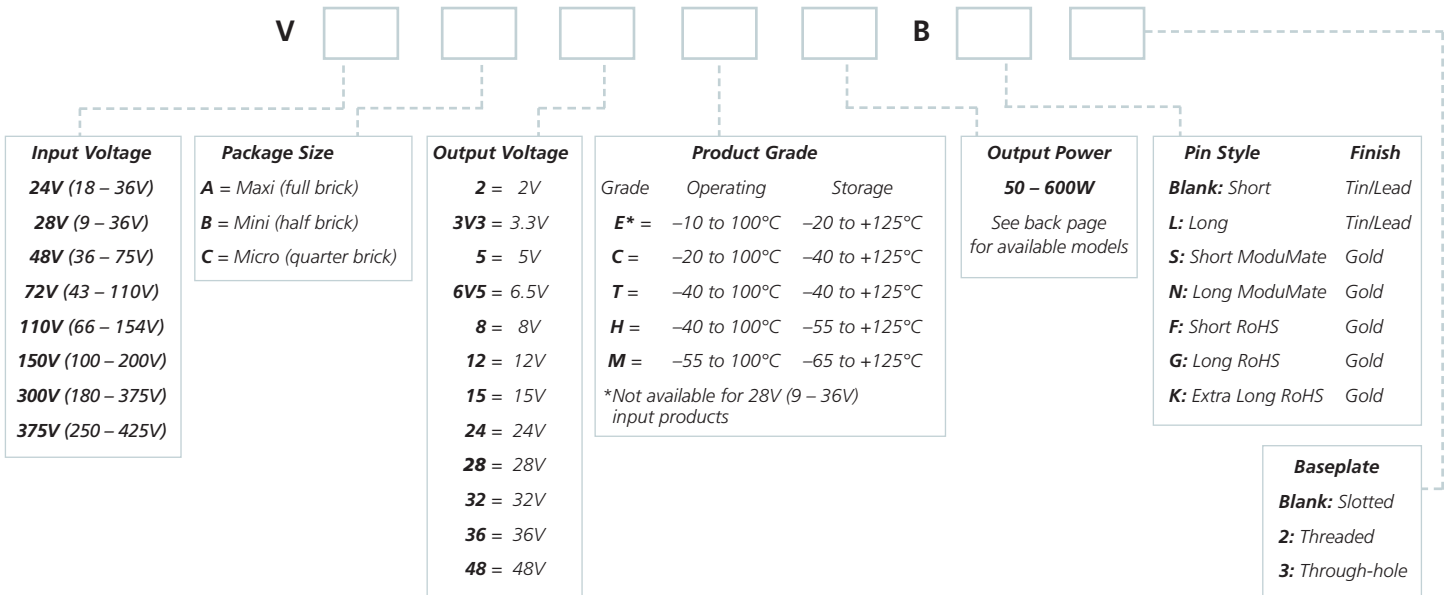 V B
Input Voltage
24V (18 – 36V)
28V (9 – 36V)
48V (36 – 75V)
72V (43 – 110V)
110V (66 – 154V)
150V (100 – 200V)
300V (180 – 375V)
375V (250 – 425V)
Package Size
A = Maxi (full brick)
B = Mini (half brick)
C = Micro (quarter brick)
Output Voltage
2 = 2V
3V3 = 3.3V
5 = 5V
6V5 = 6.5V
8 = 8V
12 = 12V
15 = 15V
24 = 24V
28 = 28V
32 = 32V
36 = 36V
48 = 48V
Product Grade
Grade Operating Storage
E* = –10 to 100°C –20 to +125°C
C = –20 to 100°C –40 to +125°C
T = –40 to 100°C –40 to +125°C
H = –40 to 100°C –55 to +125°C
M = –55 to 100°C –65 to +125°C
*Not available for 28V (9 – 36V)
input products
Output Power
50 – 600W
See back page
for available models
Pin Style Finish
Blank: Short Tin/Lead
L: Long Tin/Lead
S: Short ModuMate Gold
N: Long ModuMate Gold
F: Short RoHS Gold
G: Long RoHS Gold
K: Extra Long RoHS Gold
Baseplate
Blank: Slotted
2: Threaded
3: Through-hole